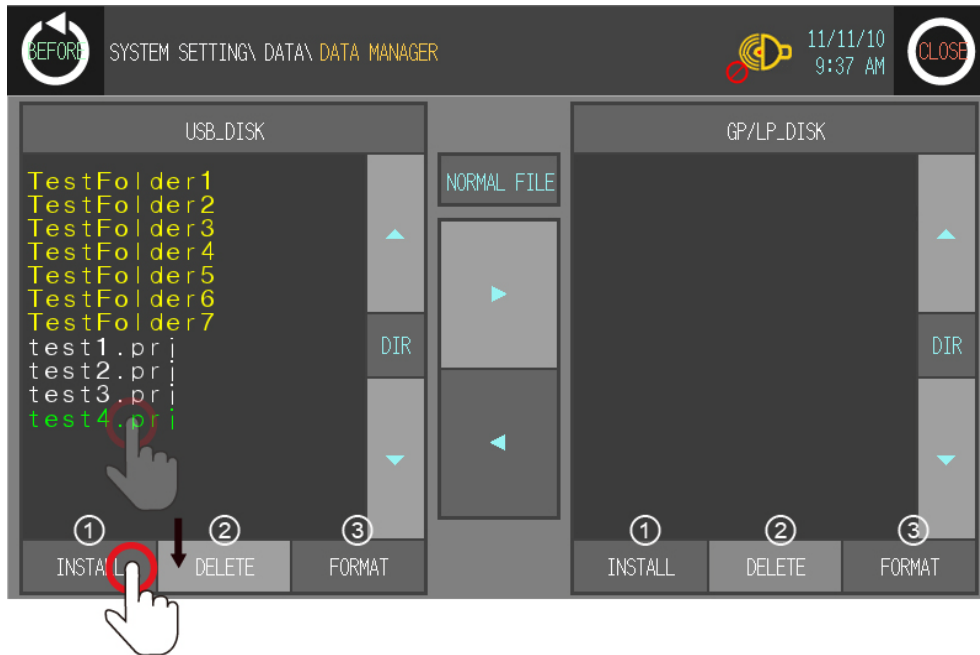 BEFORE
SYSTEM SETTING\ DATA\ DATA MANAGER
11/11/10
9:37 AM
CLOSE
USB_DISK
TestFolder1
TestFolder2
TestFolder3
TestFolder4
TestFolder5
TestFolder6
TestFolder7
test1.prj
test2.prj
test3.prj
test4.prj
DIR
① ② ③
INSTALL DELETE FORMAT
NORMAL FILE
GP/LP_DISK
DIR
① ② ③
INSTALL DELETE FORMAT